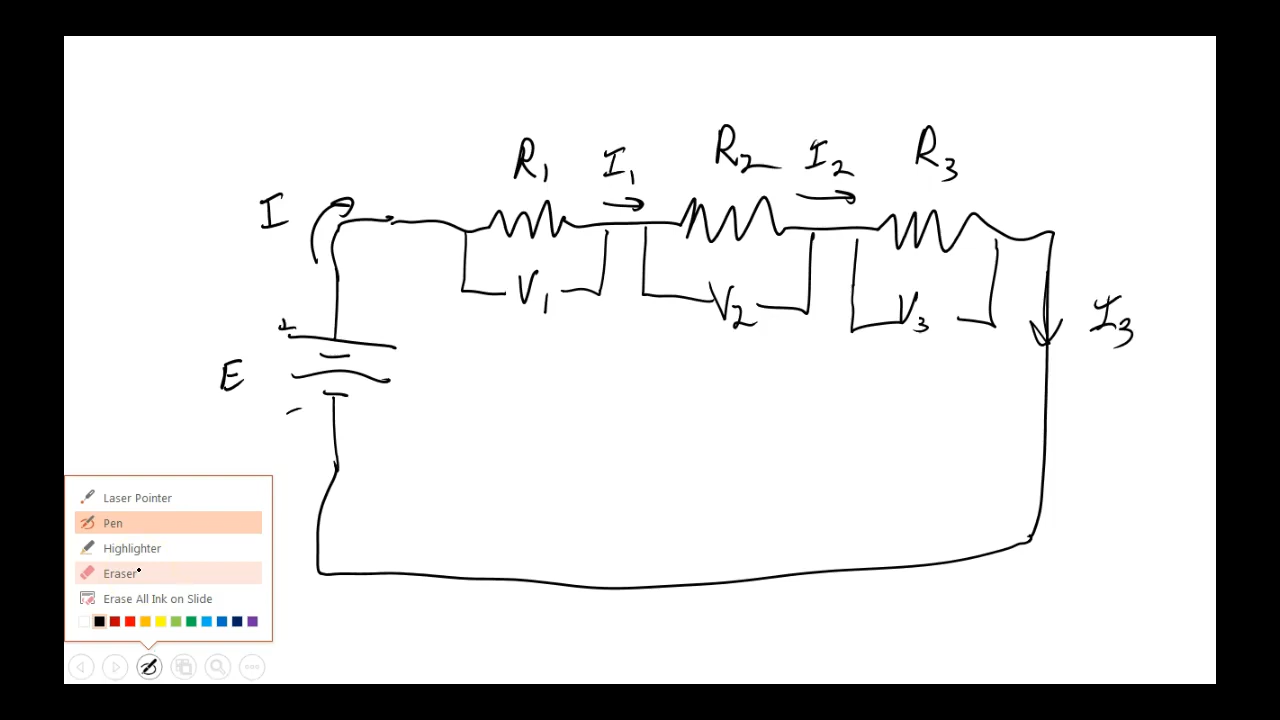 R1
I1
R2
I2
R3
I
V1
V2
V3
I3
+
E
-
Laser Pointer
Pen
Highlighter
Eraser
Erase All Ink on Slide